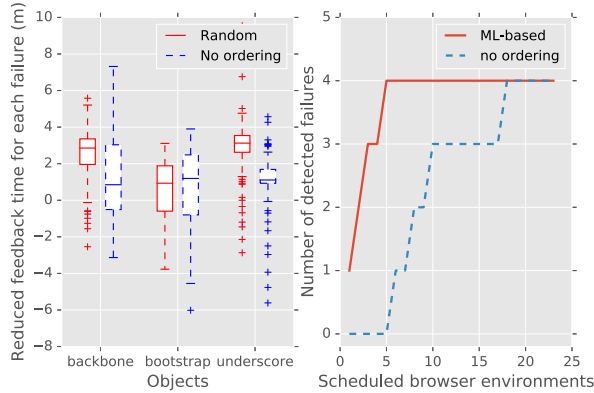 Reduced feedback time for each failure (m)
10
8
6
4
2
0
−2
−4
−6
−8
Random
No ordering
backbone
bootstrap
underscore
Objects
Number of detected failures
5
4
3
2
1
0
ML-based
no ordering
0
5
10
15
20
25
Scheduled browser environments